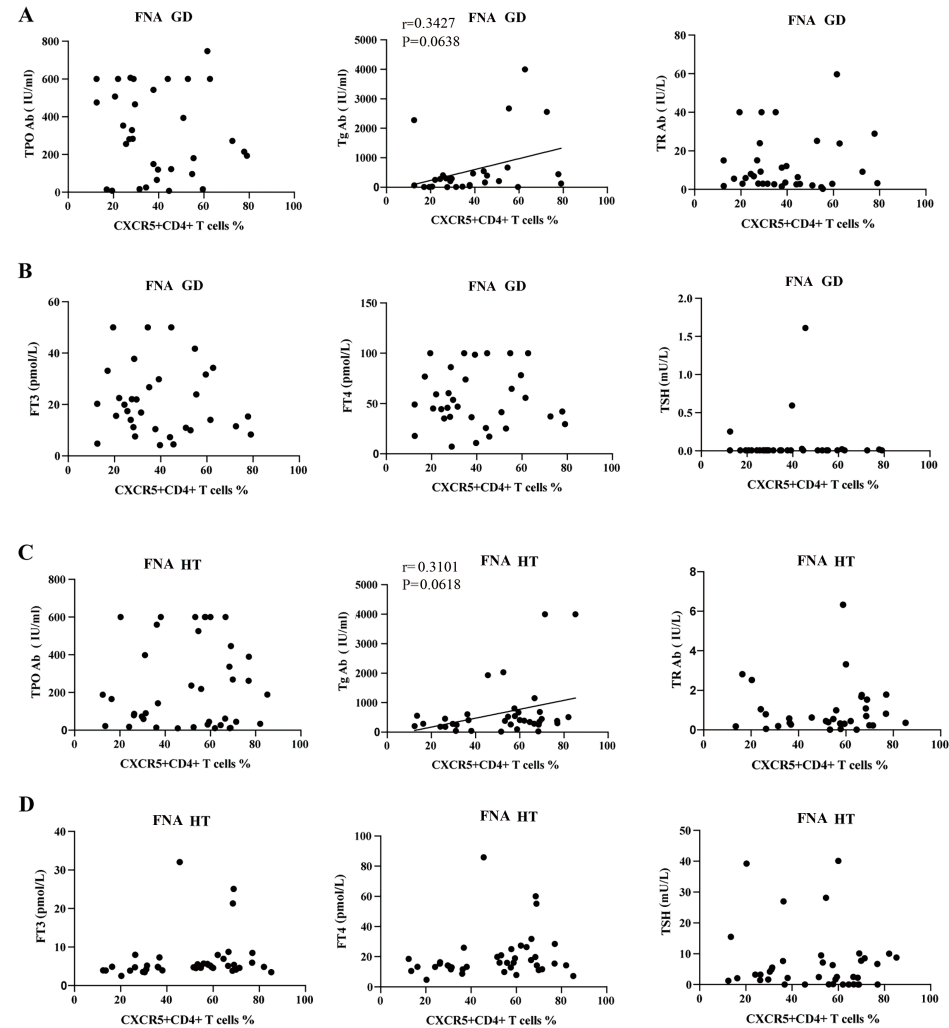 A
FNA GD
TPO Ab ( IU/ml)
800
600
400
200
0
0 20 40 60 80 100
CXCR5+CD4+ T cells %
r=0.3427
P=0.0638
FNA GD
Tg Ab ( IU/ml)
5000
4000
3000
2000
1000
0
0 20 40 60 80 100
CXCR5+CD4+ T cells %
FNA GD
TR Ab ( IU/L)
80
60
40
20
0
0 20 40 60 80 100
CXCR5+CD4+ T cells %
B
FNA GD
FT3 (pmol/L)
60
40
20
0
0 20 40 60 80 100
CXCR5+CD4+ T cells %
FNA GD
FT4 (pmol/L)
150
100
50
0
0 20 40 60 80 100
CXCR5+CD4+ T cells %
FNA GD
TSH (mU/L)
2.0
1.5
1.0
0.5
0.0
0 20 40 60 80 100
CXCR5+CD4+ T cells %
C
FNA HT
TPO Ab ( IU/ml)
800
600
400
200
0
0 20 40 60 80 100
CXCR5+CD4+ T cells %
r=0.3101
P=0.0618
FNA HT
Tg Ab ( IU/ml)
5000
4000
3000
2000
1000
0
0 20 40 60 80 100
CXCR5+CD4+ T cells %
FNA HT
TR Ab ( IU/L)
8
6
4
2
0
0 20 40 60 80 100
CXCR5+CD4+ T cells %
D
FNA HT
FT3 (pmol/L)
40
30
20
10
0
0 20 40 60 80 100
CXCR5+CD4+ T cells %
FNA HT
FT4 (pmol/L)
100
80
60
40
20
0
0 20 40 60 80 100
CXCR5+CD4+ T cells %
FNA HT
TSH (mU/L)
50
40
30
20
10
0
0 20 40 60 80 100
CXCR5+CD4+ T cells %